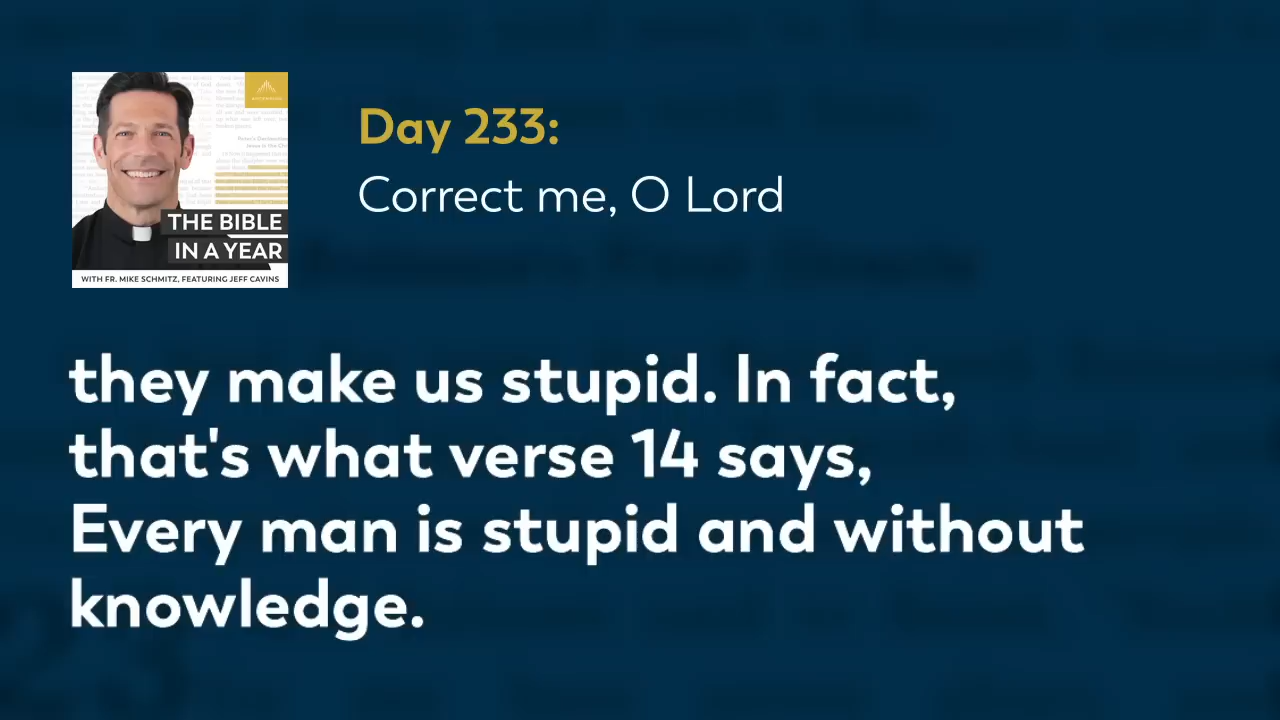 Day 233:
Correct me, O Lord
THE BIBLE
IN A YEAR
WITH FR. MIKE SCHMITZ, FEATURING JEFF CAVINS
they make us stupid. In fact,
that's what verse 14 says,
Every man is stupid and without
knowledge.